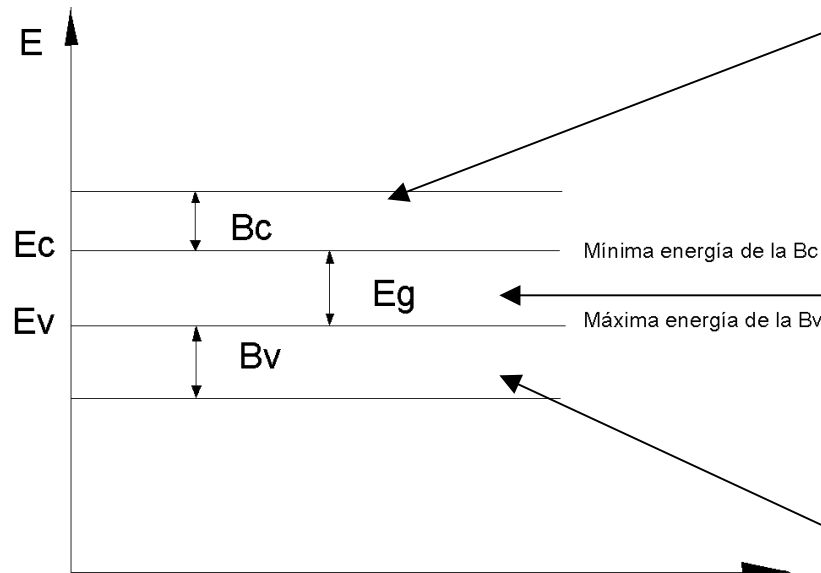 E
Bc
Ec
Mínima energía de la Bc
Eg
Ev
Máxima energía de la Bv
Bv